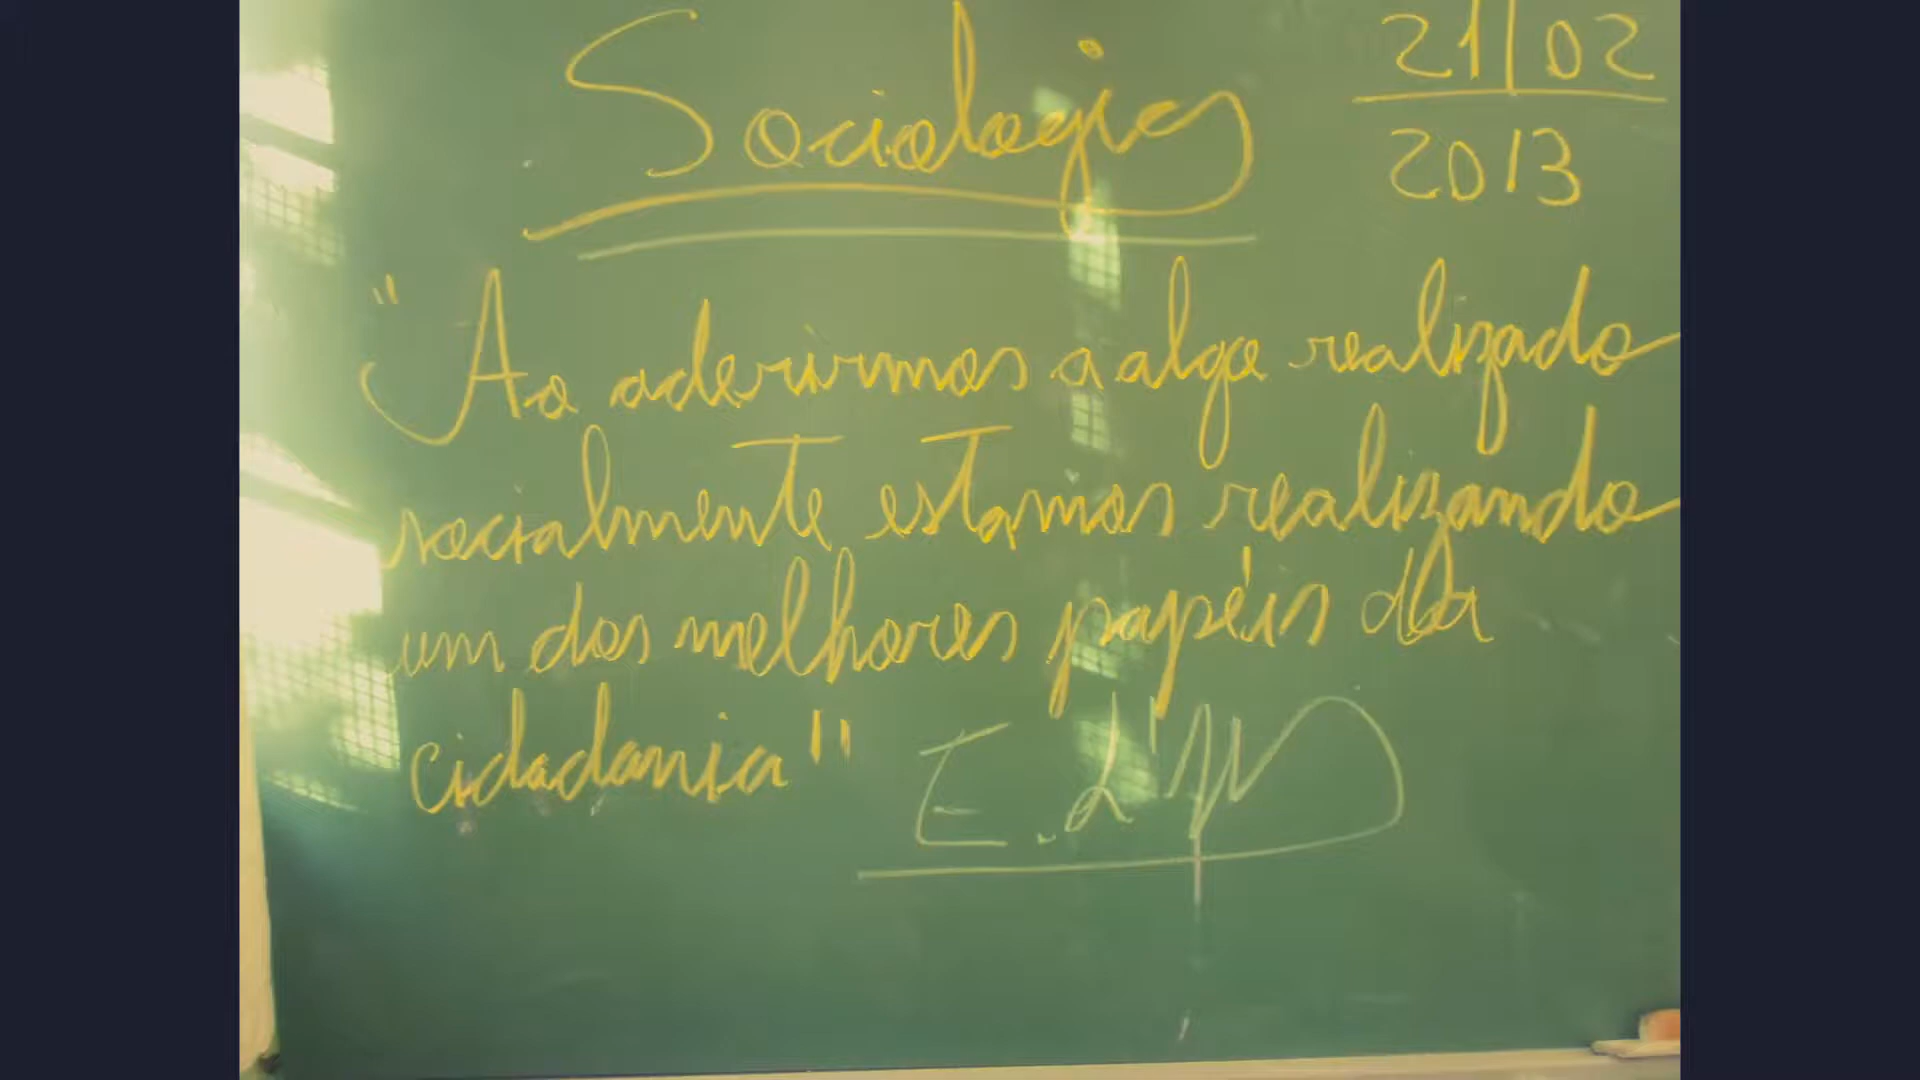 Sociologia
21/02
2013
"Ao aderirmos a algo realizado
socialmente estamos realizando
um dos melhores papéis da
cidadania"